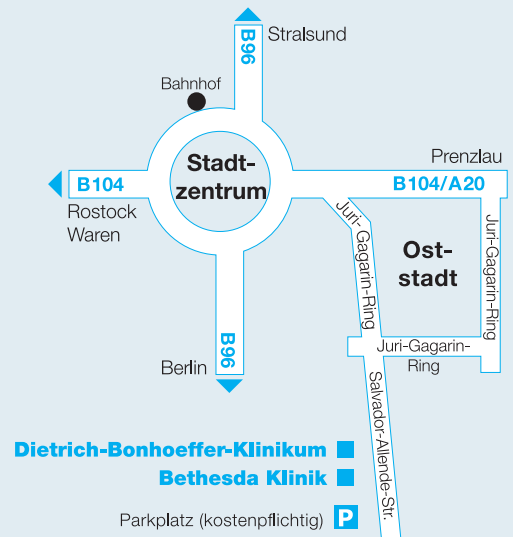 B96
Stralsund
Bahnhof
Stadt-
zentrum
B104
Rostock
Waren
Prenzlau
B104/A20
Juri-Gagarin-Ring
Ost-
stadt
Juri-Gagarin-Ring
Juri-Gagarin-
Ring
Berlin
B96
Salvador-Allende-Str.
Dietrich-Bonhoeffer-Klinikum
Bethesda Klinik
Parkplatz (kostenpflichtig) P